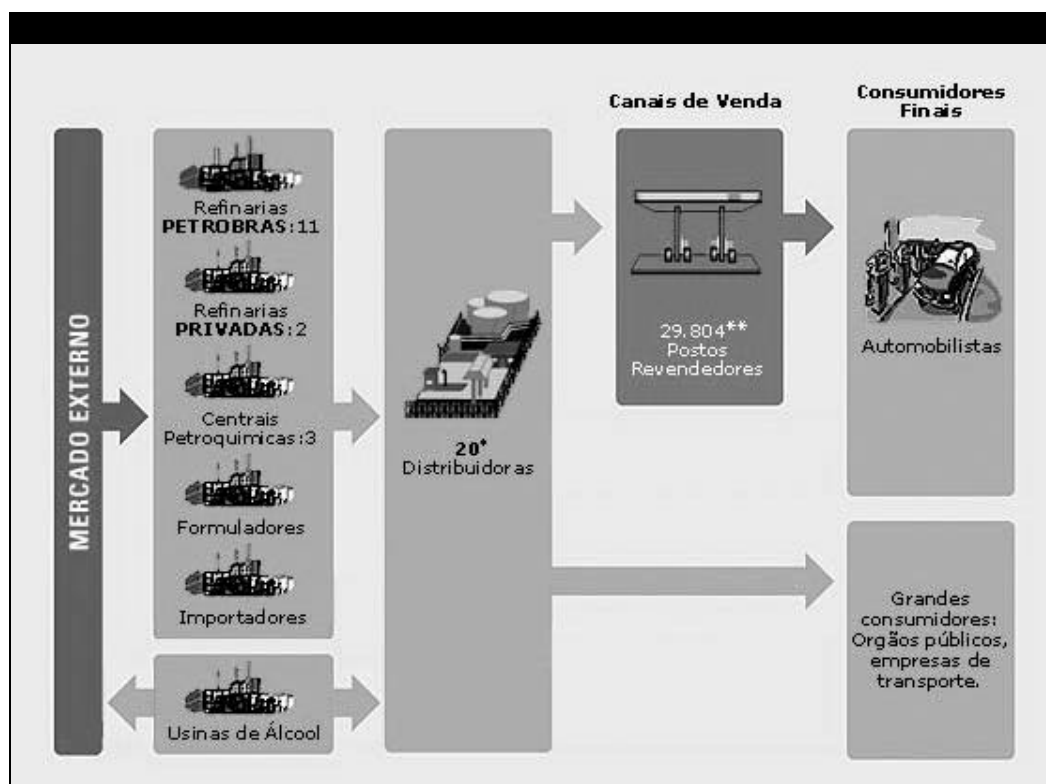 MERCADO EXTERNO
Refinarias
PETROBRAS:11
Refinarias
PRIVADAS:2
Centrais
Petroquimicas:3
Formuladores
Importadores
Usinas de Álcool
20*
Distribuidoras
Canais de Venda
29.804**
Postos
Revendedores
Consumidores
Finais
Automobilistas
Grandes
consumidores:
Orgãos públicos,
empresas de
transporte.